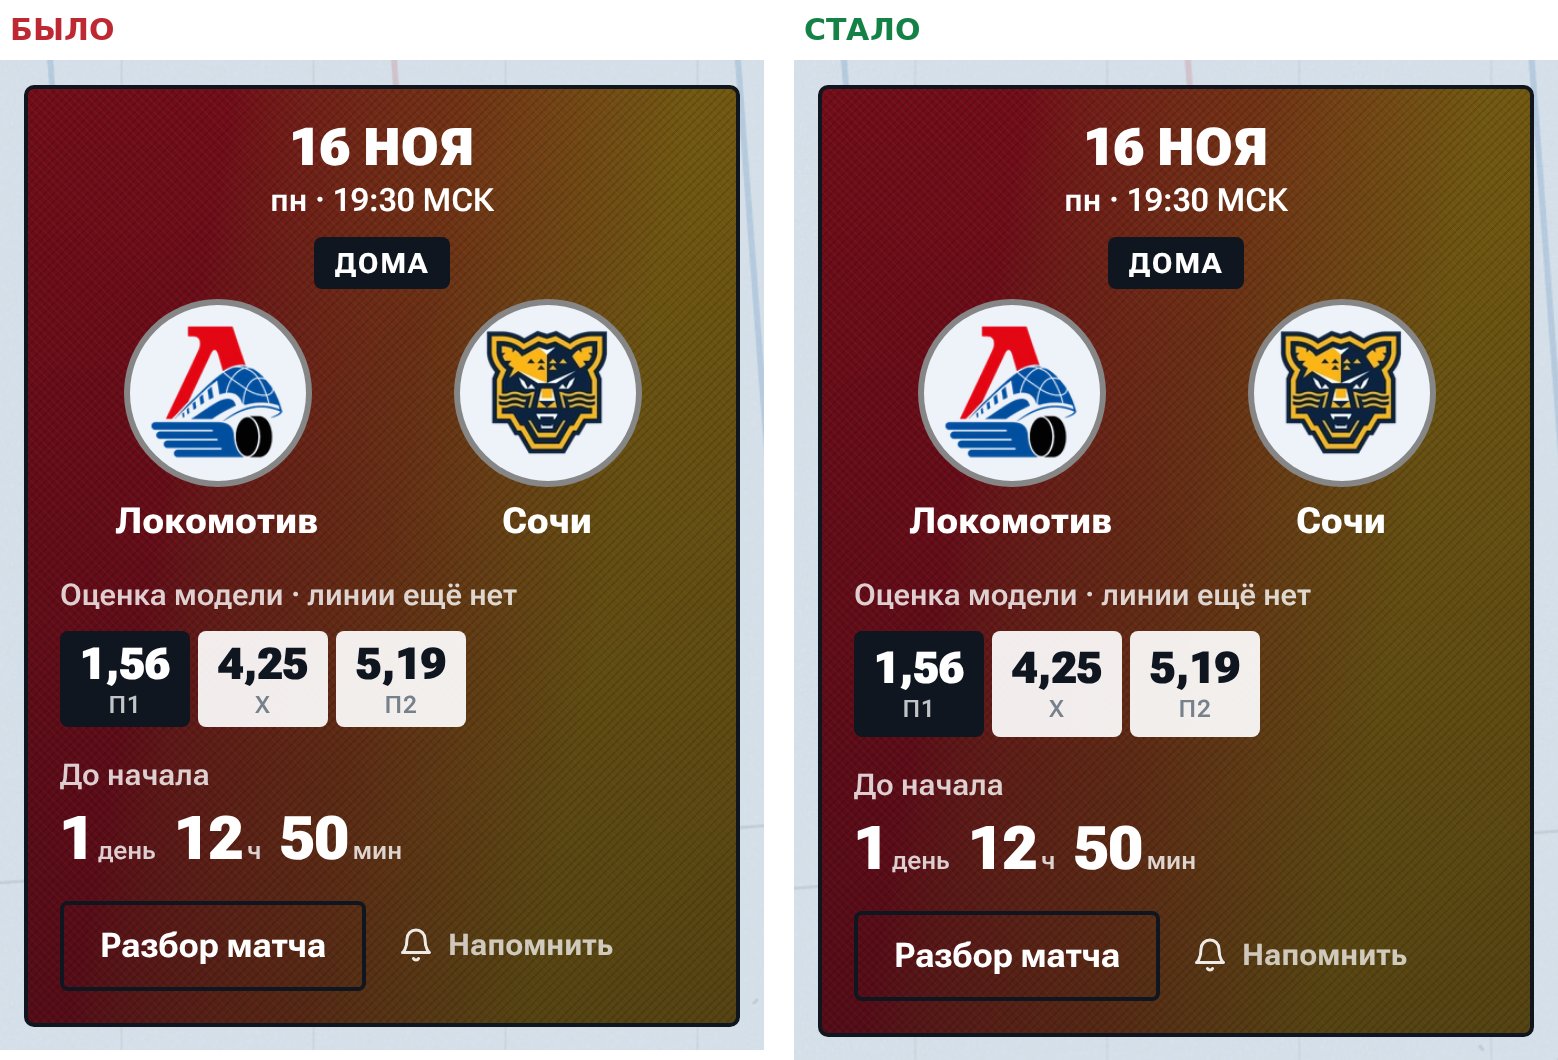 БЫЛО
16 НОЯ
пн · 19:30 МСК
ДОМА
Локомотив Сочи
Оценка модели · линии ещё нет
1,56 4,25 5,19
П1 X П2
До начала
1 день 12 ч 50 мин
Разбор матча Напомнить
СТАЛО
16 НОЯ
пн · 19:30 МСК
ДОМА
Локомотив Сочи
Оценка модели · линии ещё нет
1,56 4,25 5,19
П1 X П2
До начала
1 день 12 ч 50 мин
Разбор матча Напомнить